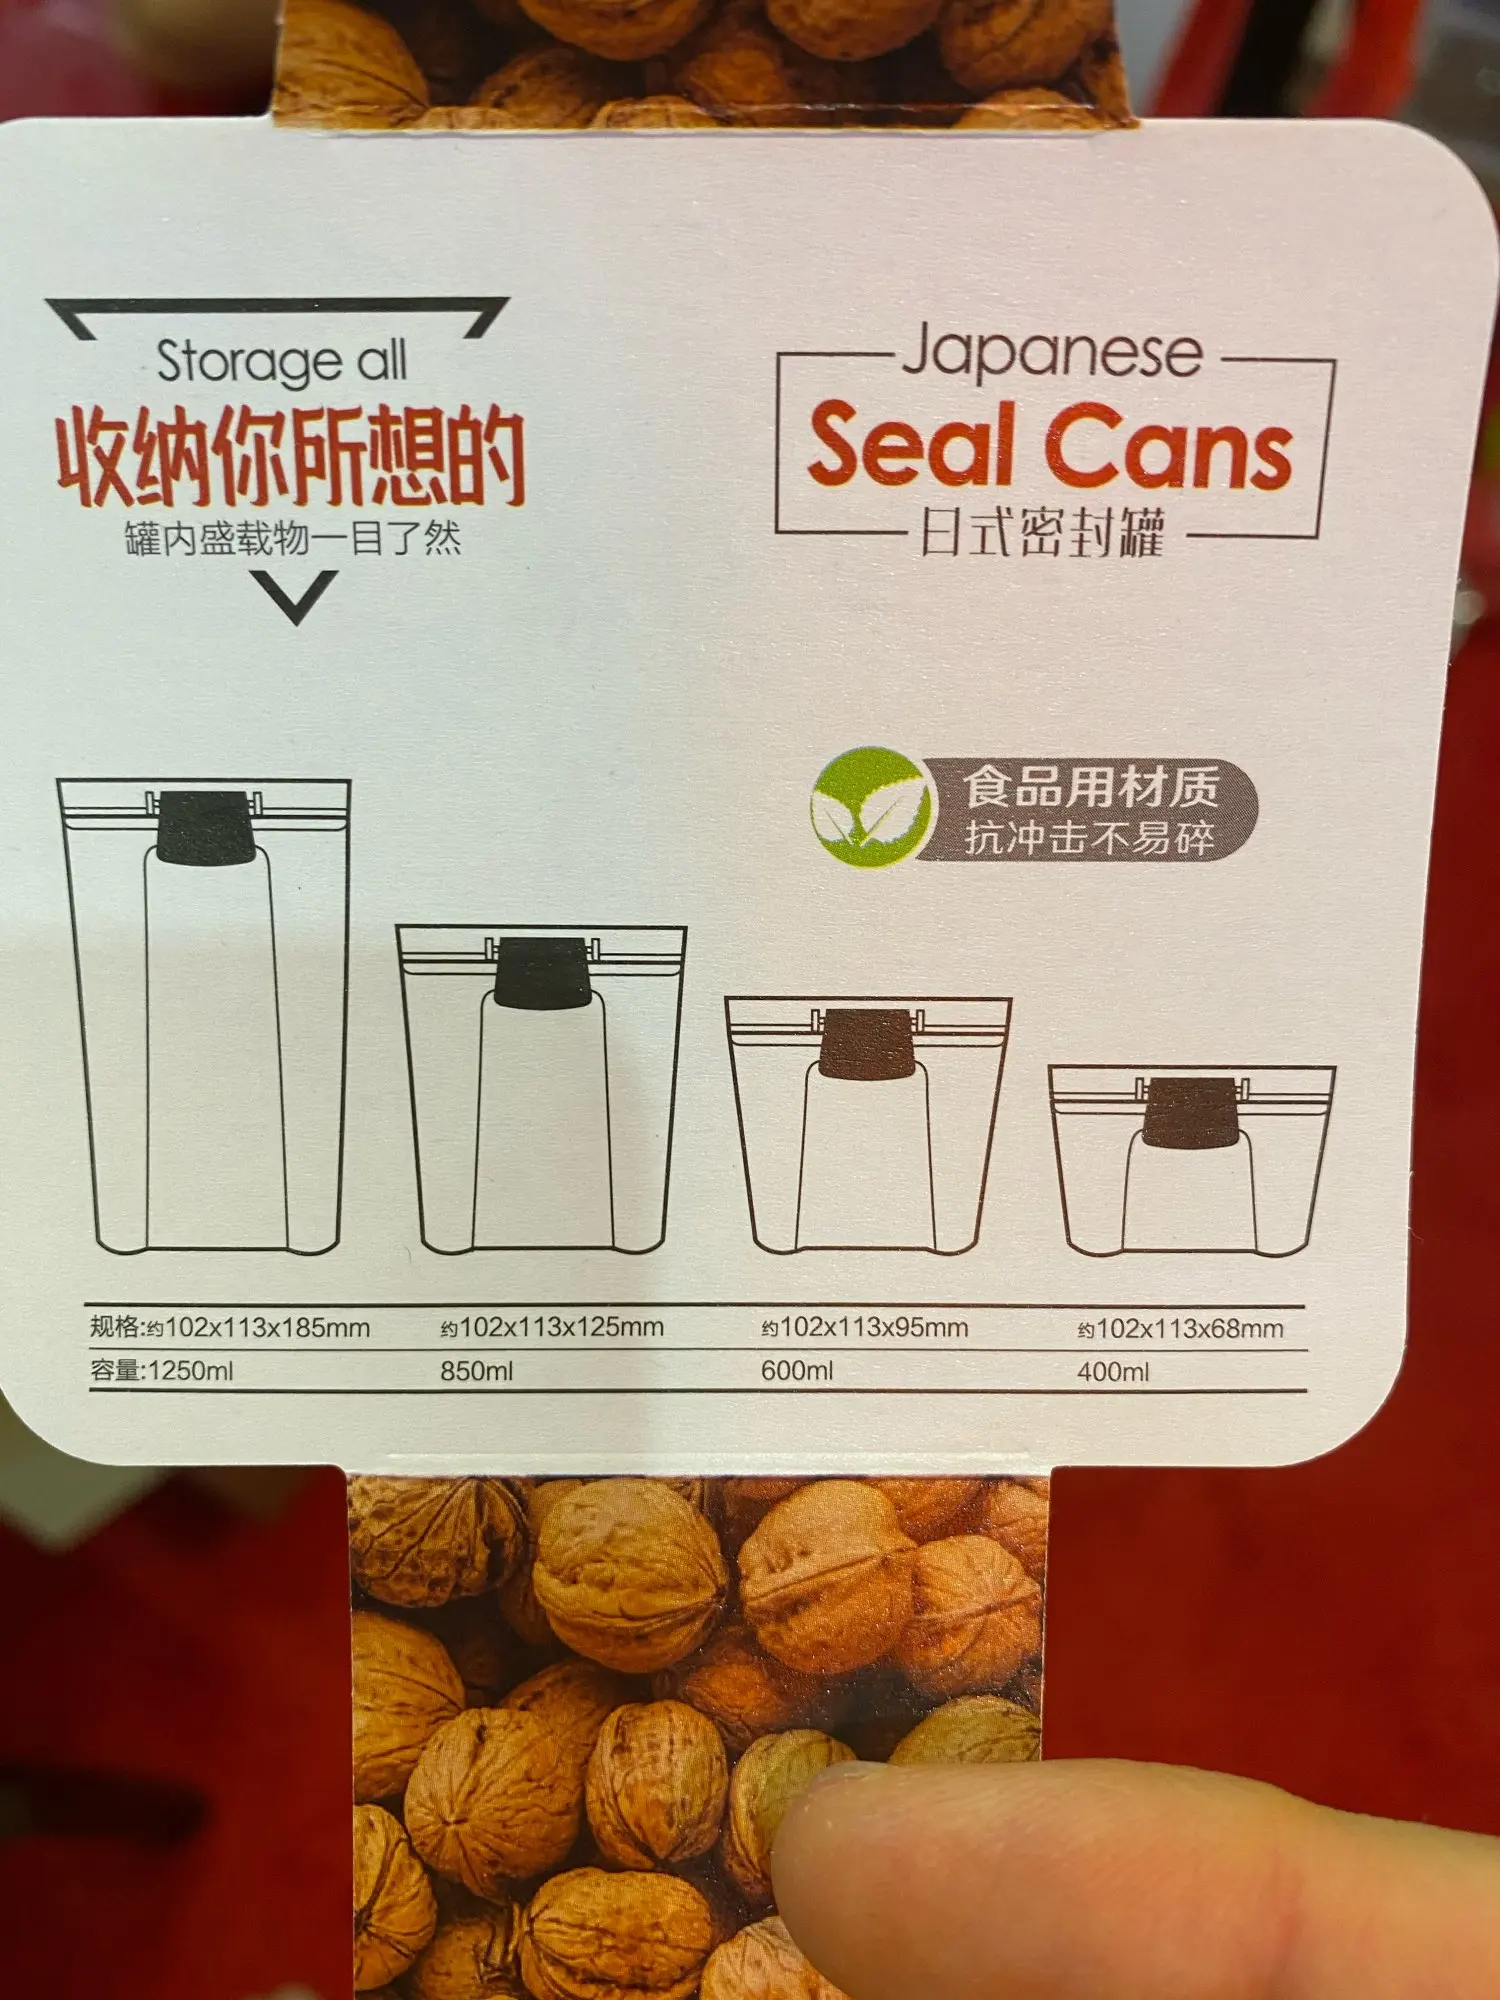 Storage all
收纳你所想的
罐内盛载物一目了然
Japanese
Seal Cans
日式密封罐
食品用材质
抗冲击不易碎
规格:约102x113x185mm 约102x113x125mm 约102x113x95mm 约102x113x68mm
容量:1250ml 850ml 600ml 400ml